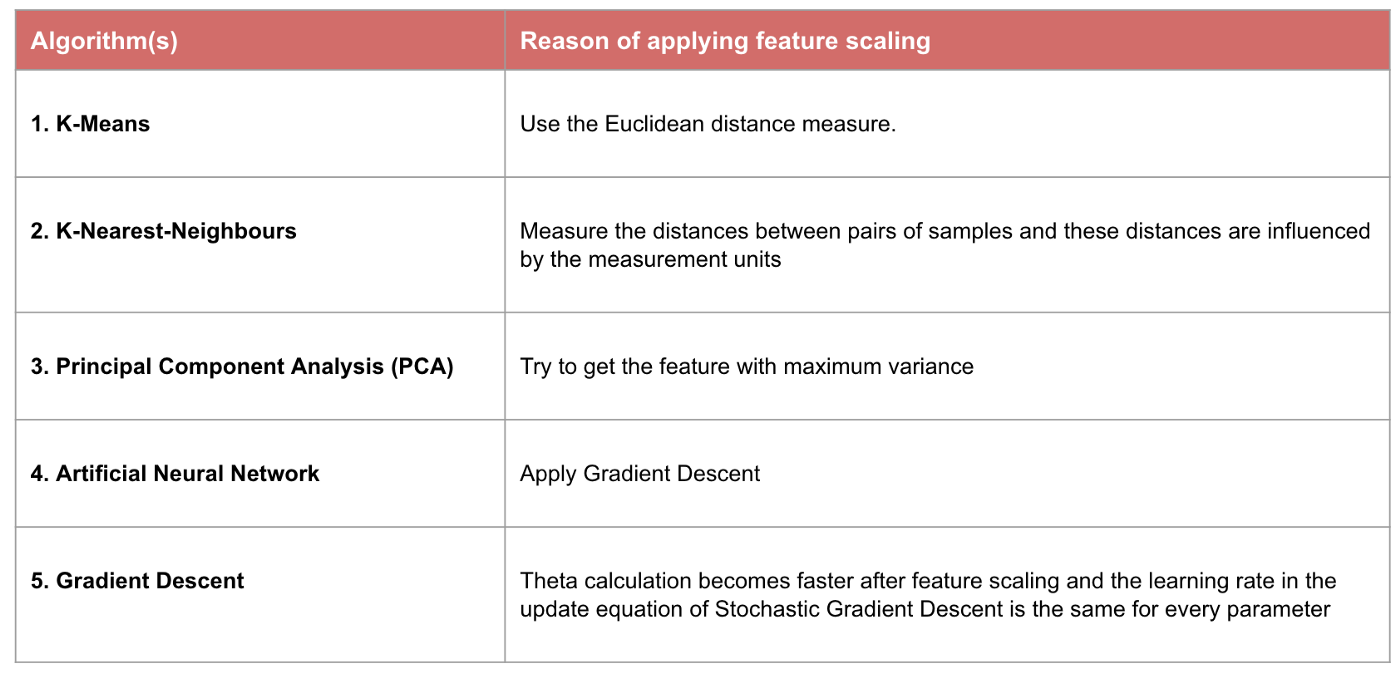 Algorithm(s)
Reason of applying feature scaling
1. K-Means
Use the Euclidean distance measure.
2. K-Nearest-Neighbours
Measure the distances between pairs of samples and these distances are influenced
by the measurement units
3. Principal Component Analysis (PCA)
Try to get the feature with maximum variance
4. Artificial Neural Network
Apply Gradient Descent
5. Gradient Descent
Theta calculation becomes faster after feature scaling and the learning rate in the
update equation of Stochastic Gradient Descent is the same for every parameter